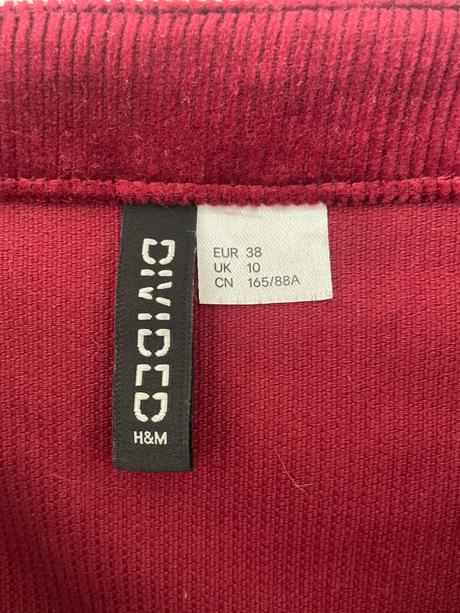 DIVIDED
H&M
EUR 38
UK 10
CN 165/88A